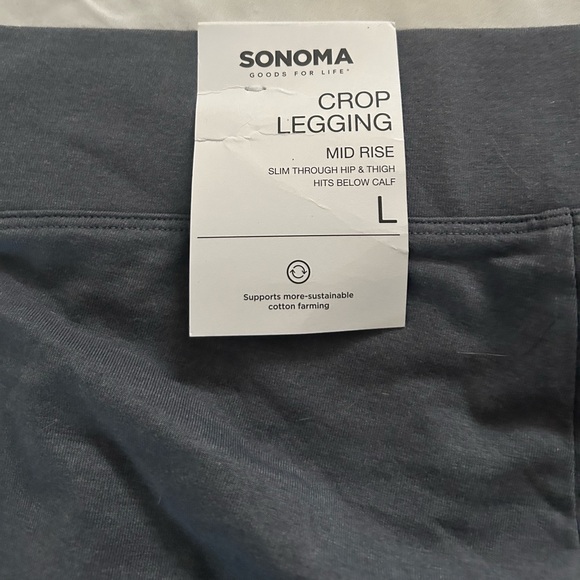 SONOMA
GOODS FOR LIFE
CROP
LEGGING
MID RISE
SLIM THROUGH HIP & THIGH
HITS BELOW CALF
L
Supports more-sustainable
cotton farming